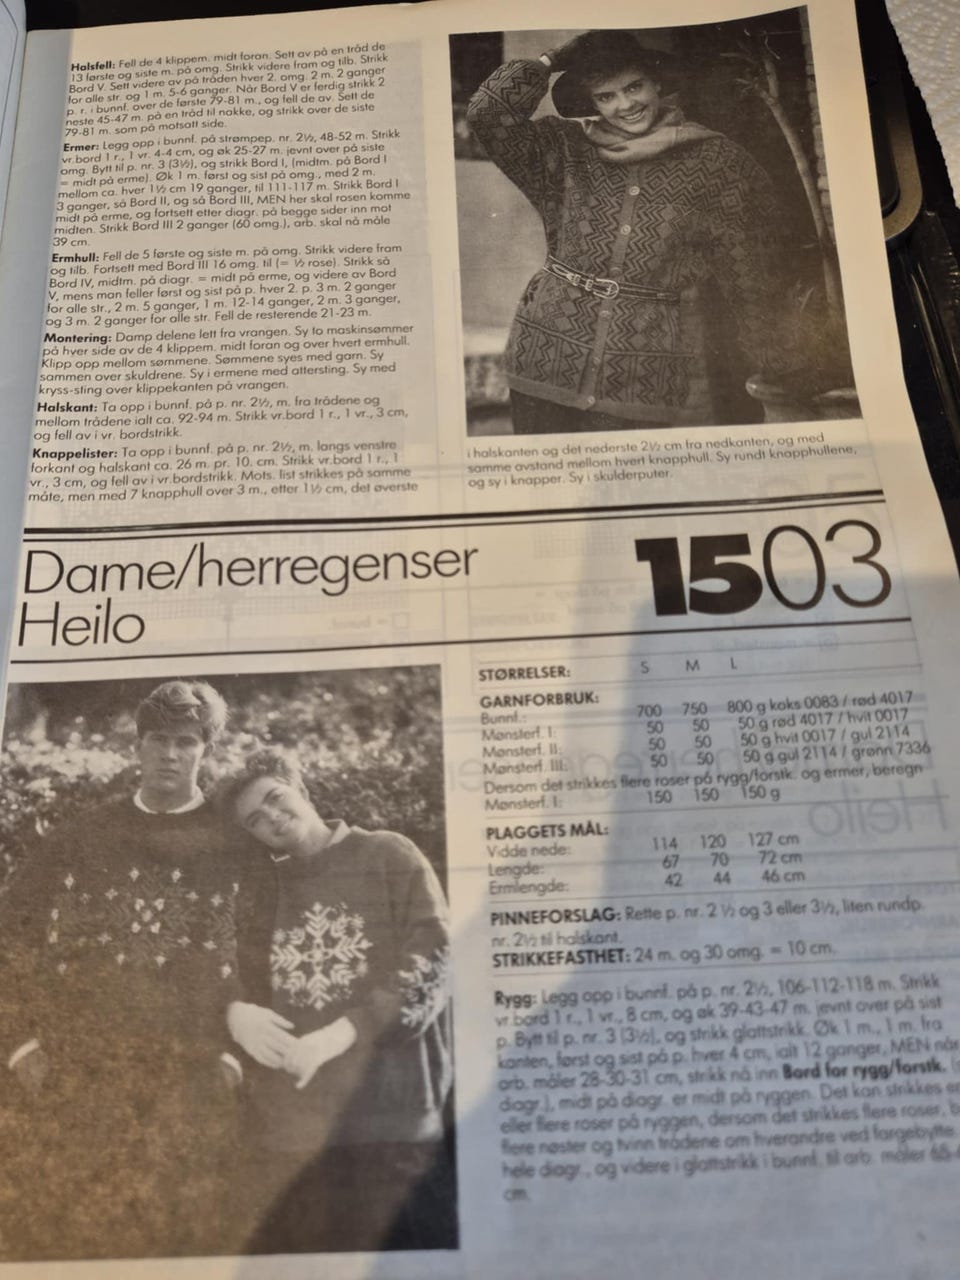 Halsfell: Fell de 4 klippem. midt foran. Sett av på en tråd de
13 første og siste m. på omg. Strikk videre fram og tilb. Strikk
Bord V. Sett videre av på tråden hver 2. omg. 2 m. 2 ganger
for alle str. og 1 m. 5-6 ganger. Når Bord V er ferdig strikk 2
p. r. i bunnf. over de første 79-81 m., og fell de av. Sett de
neste 45-47 m. på en tråd til nakke, og strikk over de siste
79-81 m. som på motsatt side.
Ermer: Legg opp i bunnf. på strømpep. nr. 2½, 48-52 m. Strikk
vr.bord 1 r., 1 vr. 4-4 cm, og øk 25-27 m. jevnt over på siste
omg. Bytt til p. nr. 3 (3½), og strikk Bord I, (midtm. på Bord I
= midt på erme). Øk 1 m. først og sist på omg., med 2 m.
mellom ca. hver 1½ cm 19 ganger, til 111-117 m. Strikk Bord I
3 ganger, så Bord II, og så Bord III, MEN her skal rosen komme
midt på erme, og fortsett etter diagr. på begge sider inn mot
midten. Strikk Bord III 2 ganger (60 omg.), arb. skal nå måle
39 cm.
Ermhull: Fell de 5 første og siste m. på omg. Strikk videre fram
og tilb. Fortsett med Bord III 16 omg. til (= ½ rose). Strikk så
Bord IV, midtm. på diagr. = midt på erme, og videre av Bord
V, mens man feller først og sist på p. hver 2. p. 3 m. 2 ganger
for alle str., 2 m. 5 ganger, 1 m. 12-14 ganger, 2 m. 3 ganger,
og 3 m. 2 ganger for alle str. Fell de resterende 21-23 m.
Montering: Damp delene lett fra vrangen. Sy to maskinsømmer
på hver side av de 4 klippem. midt foran og over hvert ermhull.
Klipp opp mellom sømmene. Sømmene syes med garn. Sy
sammen over skuldrene. Sy i ermene med attersting. Sy med
kryss-sting over klippekanten på vrangen.
Halskant: Ta opp i bunnf. på p. nr. 2½, m. fra trådene og
mellom trådene ialt ca. 92-94 m. Strikk vr.bord 1 r., 1 vr., 3 cm,
og fell av i vr. bordstrikk.
Knappelister: Ta opp i bunnf. på p. nr. 2½, m. langs venstre
forkant og halskant ca. 26 m. pr. 10. cm. Strikk vr.bord 1 r., 1
vr., 3 cm, og fell av i vr.bordstrikk. Mots. list strikkes på samme
måte, men med 7 knapphull over 3 m., etter 1½ cm, det øverste
i halskanten og det nederste 2½ cm fra nedkanten, og med
samme avstand mellom hvert knapphull. Sy rundt knapphullene,
og sy i knapper. Sy i skulderputer.
Dame/herregenser
Heilo
1503
STØRRELSER: S M L
GARNFORBRUK:
Bunnf.: 700 750 800 g koks 0083 / rød 4017
Mønsterf. I: 50 50 50 g rød 4017 / hvit 0017
Mønsterf. II: 50 50 50 g hvit 0017 / gul 2114
Mønsterf. III: 50 50 50 g gul 2114 / grønn 7336
Dersom det strikkes flere roser på rygg/forstk. og ermer, beregn
Mønsterf. I: 150 150 150 g
PLAGGETS MÅL:
Vidde nede: 114 120 127 cm
Lengde: 67 70 72 cm
Ermlengde: 42 44 46 cm
PINNEFORSLAG: Rette p. nr. 2 ½ og 3 eller 3½, liten rundp.
nr. 2½ til halskant.
STRIKKEFASTHET: 24 m. og 30 omg. = 10 cm.
Rygg: Legg opp i bunnf. på p. nr. 2½, 106-112-118 m. Strikk
vr.bord 1 r., 1 vr., 8 cm, og øk 39-43-47 m. jevnt over på sist
p. Bytt til p. nr. 3 (3½), og strikk glattstrikk. Øk 1 m., 1 m. fra
kanten, først og sist på p. hver 4 cm, ialt 12 ganger, MEN når
arb. måler 28-30-31 cm, strikk nå inn Bord for rygg/forstk.
diagr.), midt på diagr. er midt på ryggen. Det kan strikkes
eller flere roser på ryggen, dersom det strikkes flere roser,
flere nøster og tvinn trådene om hverandre ved fargebytte.
hele diagr., og videre i glattstrikk i bunnf. til arb. måler
cm.